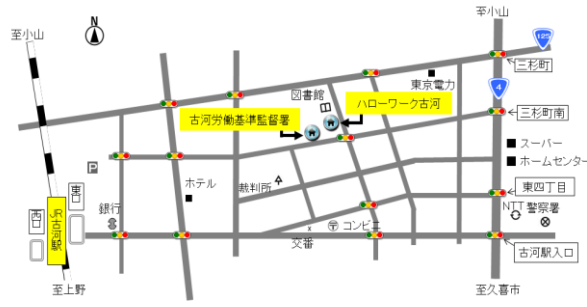 至小山
N
至小山
125
三杉町
4
図書館
東京電力
ハローワーク古河
古河労働基準監督署
三杉町南
スーパー
ホームセンター
P
ホテル
裁判所
東四丁目
西口
東口
JR古河駅
銀行
NTT
警察署
コンビニ
交番
古河駅入口
至上野
至久喜市